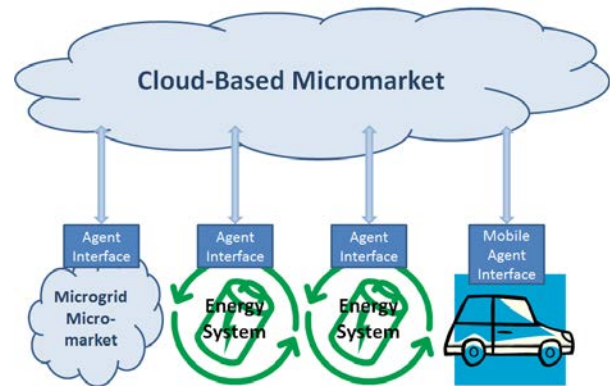 Cloud-Based Micromarket
Agent
Interface
Agent
Interface
Agent
Interface
Mobile
Agent
Interface
Microgrid
Micro-
market
Energy
System
Energy
System